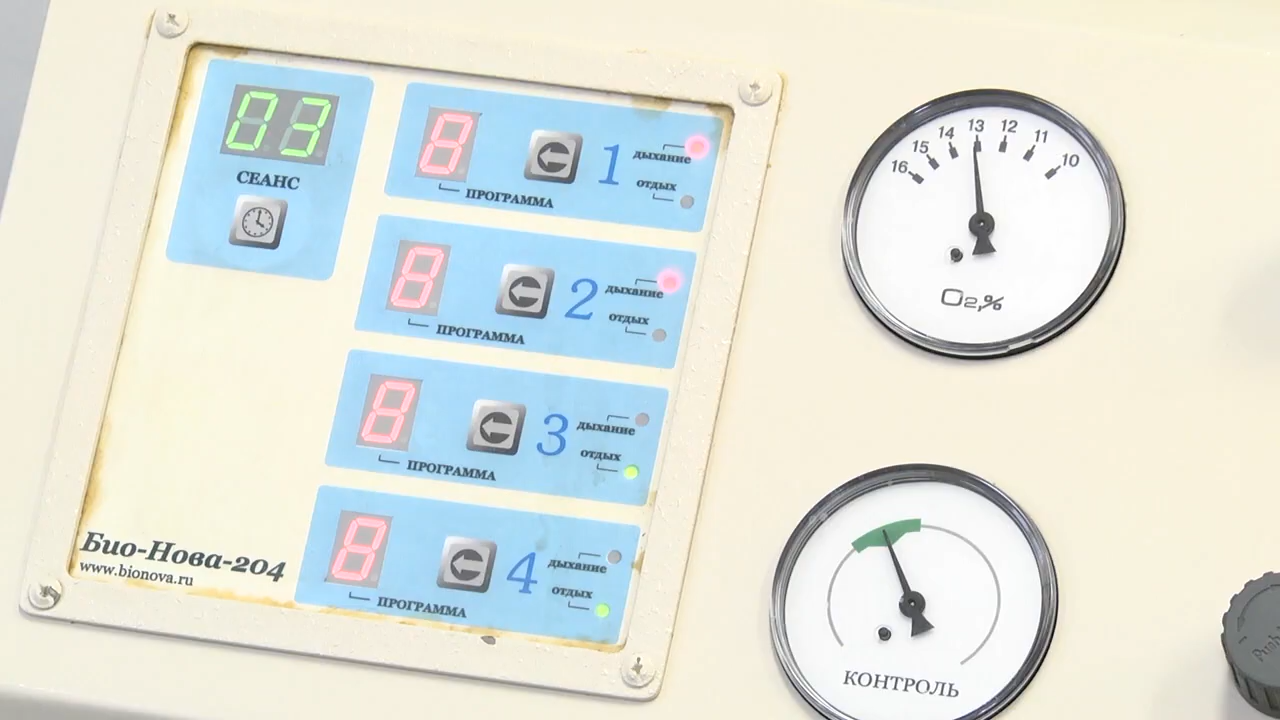 03
СЕАНС
8
1
дыхание
отдых
ПРОГРАММА
8
2
дыхание
отдых
ПРОГРАММА
8
3
дыхание
отдых
ПРОГРАММА
8
4
дыхание
отдых
ПРОГРАММА
Био-Нова-204
www.bionova.ru
16 15 14 13 12 11 10
O₂,%
КОНТРОЛЬ
Push